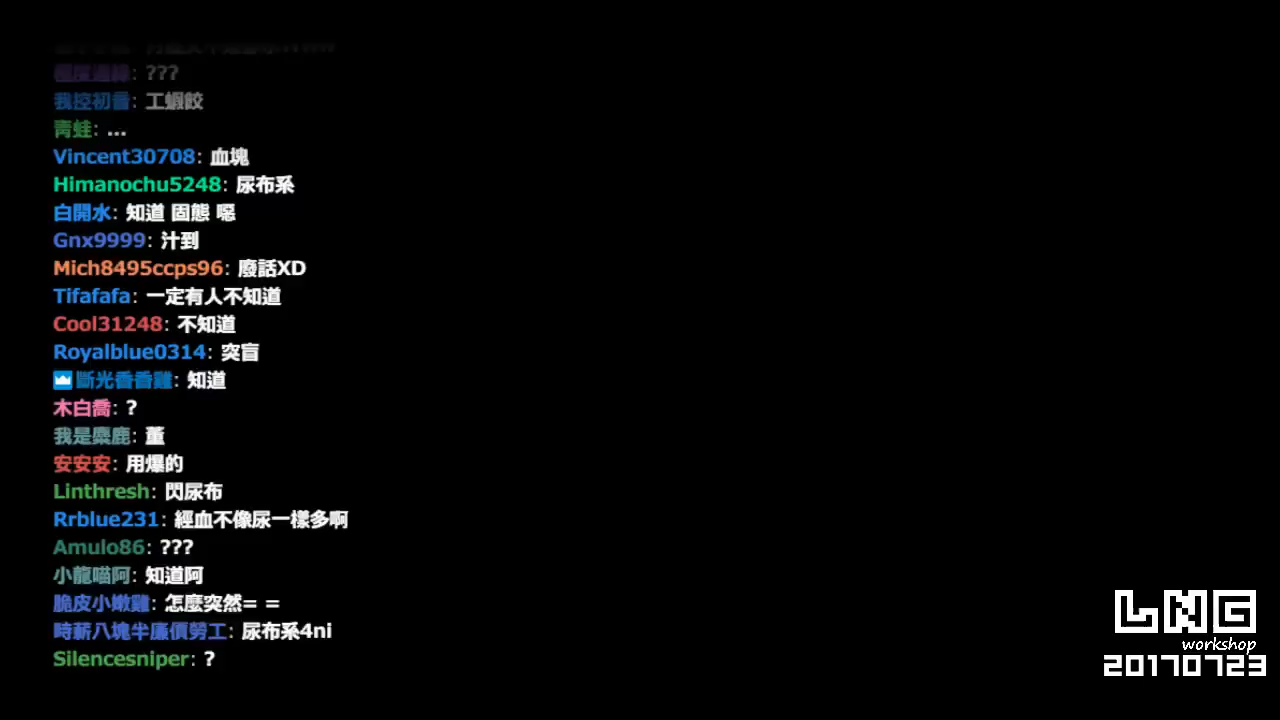 : ???
我控初音: 工蝦餃
青蛙: ...
Vincent30708: 血塊
Himanochu5248: 尿布系
白開水: 知道 固態 噁
Gnx9999: 汁到
Mich8495ccps96: 廢話XD
Tifafafa: 一定有人不知道
Cool31248: 不知道
Royalblue0314: 突盲
斷光香香雞: 知道
木白喬: ?
我是麋鹿: 董
安安安: 用爆的
Linthresh: 閃尿布
Rrblue231: 經血不像尿一樣多啊
Amulo86: ???
小龍喵阿: 知道阿
脆皮小嫩雞: 怎麼突然= =
時薪八塊半廉價勞工: 尿布系4ni
Silencesniper: ?
LNG
workshop
20170723